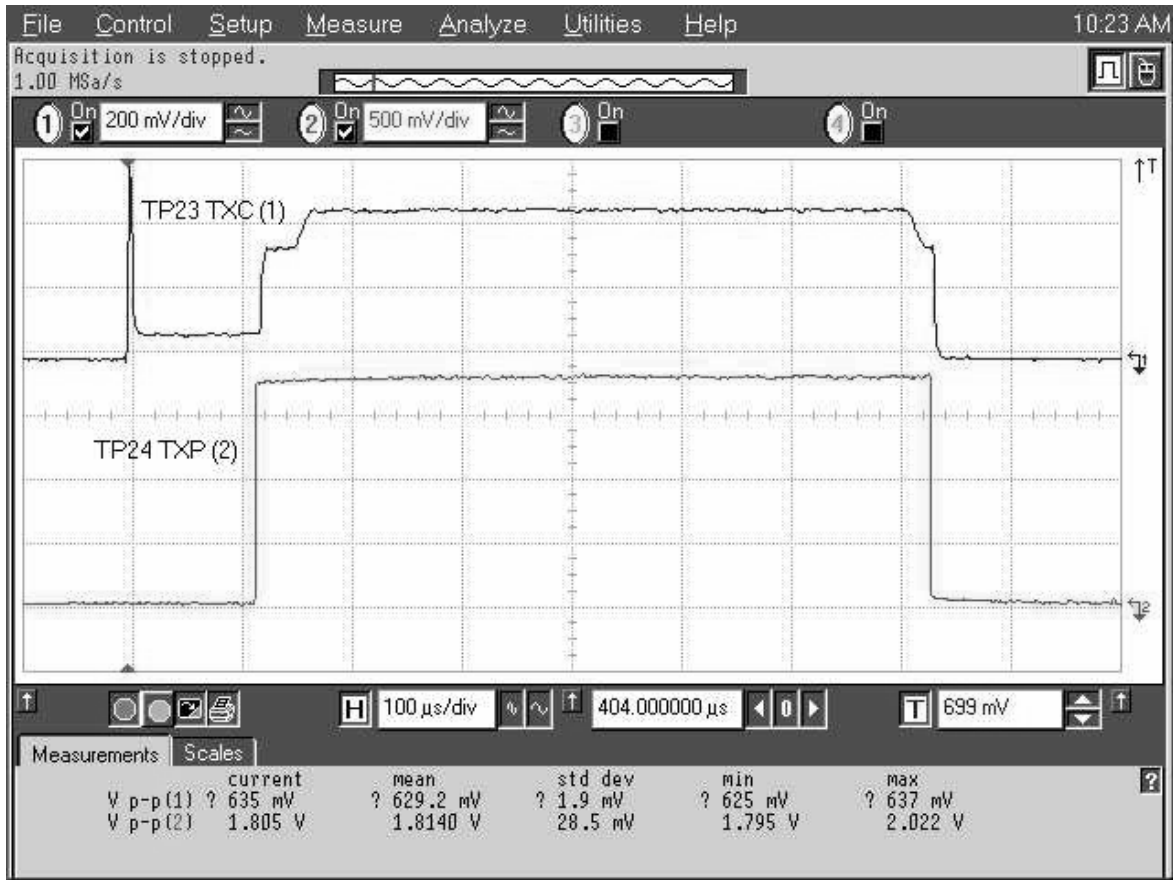 File Control Setup Measure Analyze Utilities Help 10:23 AM
Acquisition is stopped.
1.00 MSa/s
1 On 200 mV/div 2 On 500 mV/div 3 On 4 On
T
TP23 TXC (1)
1
TP24 TXP (2)
2
H 100 µs/div 404.000000 µs 0 T 699 mV
Measurements Scales
current mean std dev min max ?
V p-p(1) ? 635 mV ? 629.2 mV ? 1.9 mV ? 625 mV ? 637 mV
V p-p(2) 1.805 V 1.8140 V 28.5 mV 1.795 V 2.022 V